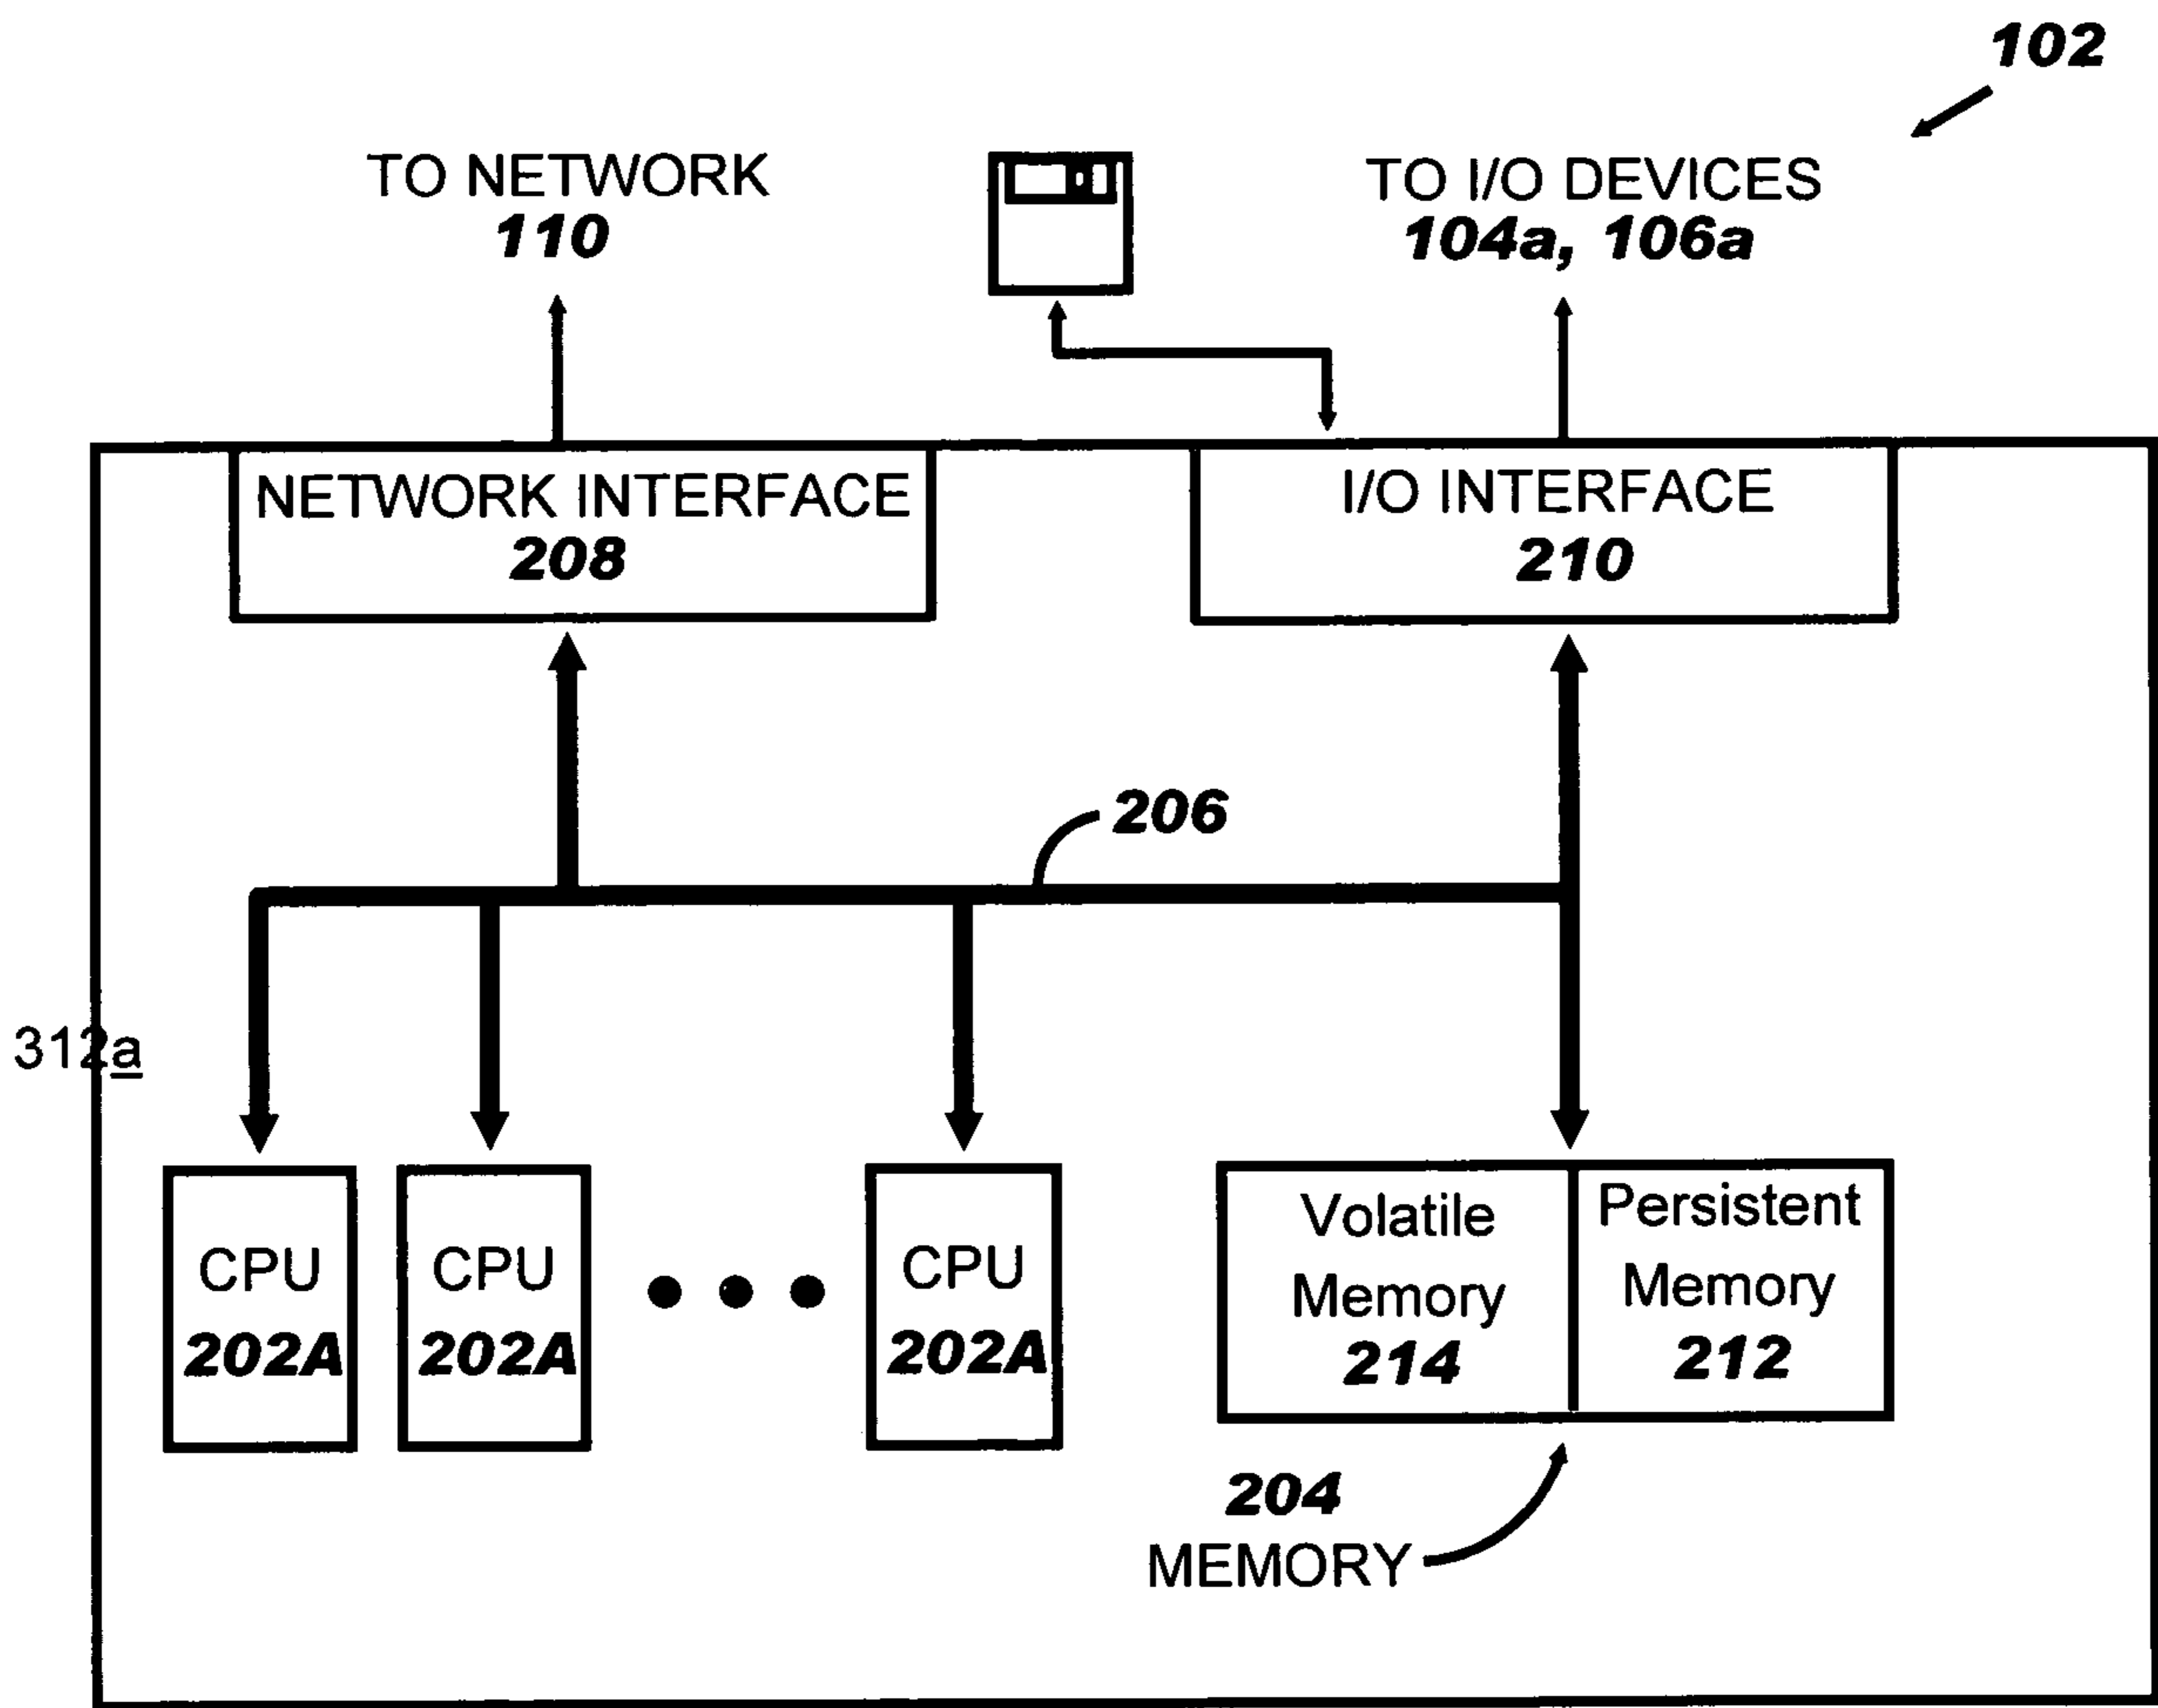 102
TO NETWORK
110
TO I/O DEVICES
104a, 106a
NETWORK INTERFACE
208
I/O INTERFACE
210
206
312a
CPU
202A
CPU
202A
CPU
202A
Volatile
Memory
214
Persistent
Memory
212
204
MEMORY